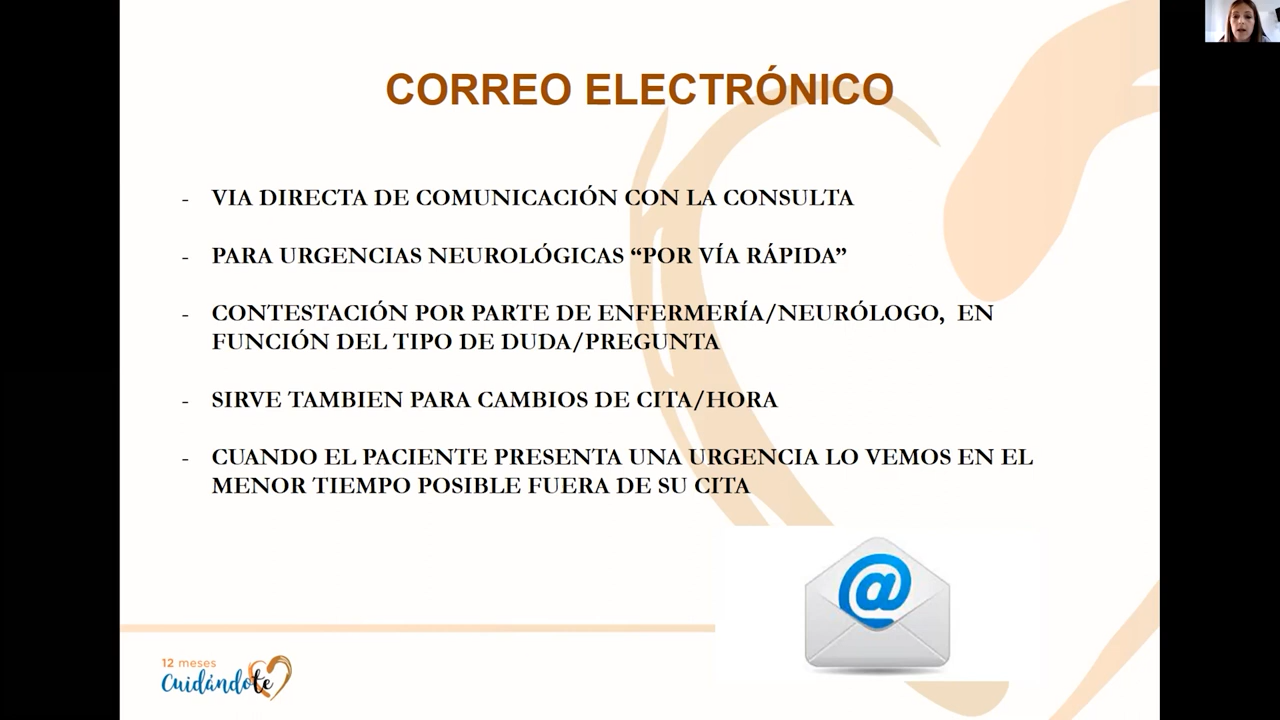 CORREO ELECTRÓNICO
- VIA DIRECTA DE COMUNICACIÓN CON LA CONSULTA
- PARA URGENCIAS NEUROLÓGICAS “POR VÍA RÁPIDA”
- CONTESTACIÓN POR PARTE DE ENFERMERÍA/NEURÓLOGO, EN
FUNCIÓN DEL TIPO DE DUDA/PREGUNTA
- SIRVE TAMBIEN PARA CAMBIOS DE CITA/HORA
- CUANDO EL PACIENTE PRESENTA UNA URGENCIA LO VEMOS EN EL
MENOR TIEMPO POSIBLE FUERA DE SU CITA
@
12 meses
Cuidándote